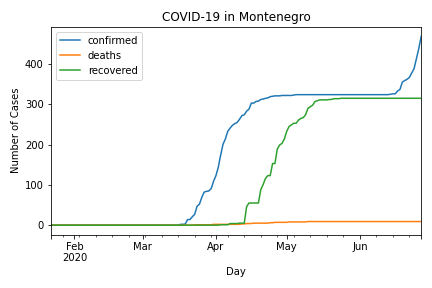 COVID-19 in Montenegro
confirmed
deaths
recovered
Number of Cases
400
300
200
100
0
Feb
2020
Mar
Apr
May
Jun
Day